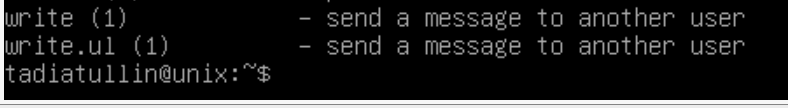 write (1) - send a message to another user
write.ul (1) - send a message to another user
tadiatullin@unix:~$